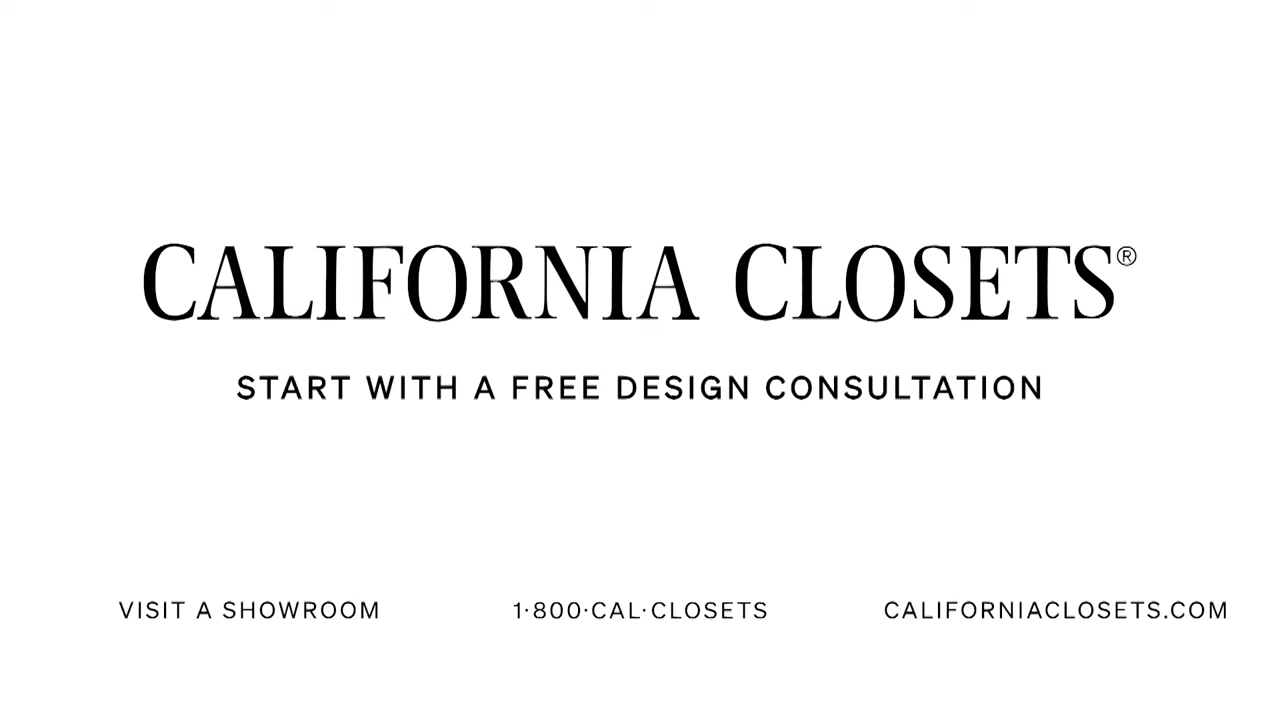 CALIFORNIA CLOSETS®
START WITH A FREE DESIGN CONSULTATION
VISIT A SHOWROOM 1·800·CAL·CLOSETS CALIFORNIACLOSETS.COM